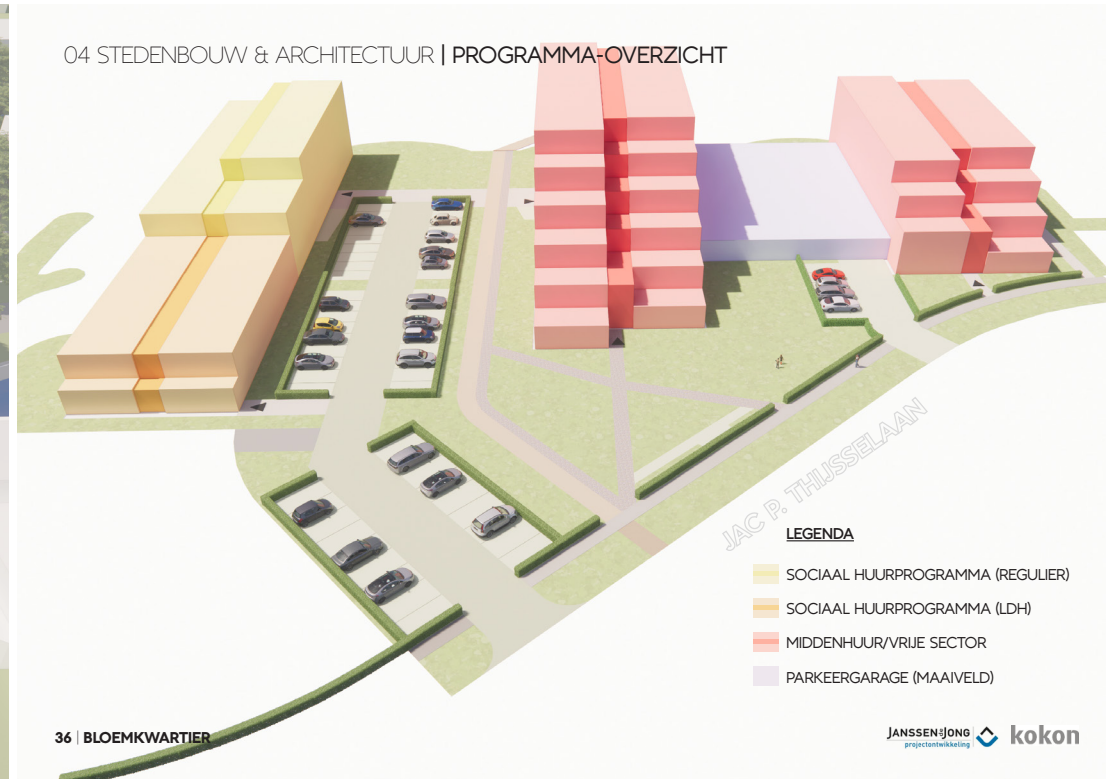 04 STEDENBOUW & ARCHITECTUUR | PROGRAMMA-OVERZICHT
JAC P. THIJSSELAAN
LEGENDA
SOCIAAL HUURPROGRAMMA (REGULIER)
SOCIAAL HUURPROGRAMMA (LDH)
MIDDENHUUR/VRIJE SECTOR
PARKEERGARAGE (MAAIVELD)
36 | BLOEMKWARTIER
JANSSEN DE JONG
projectontwikkeling
kokon